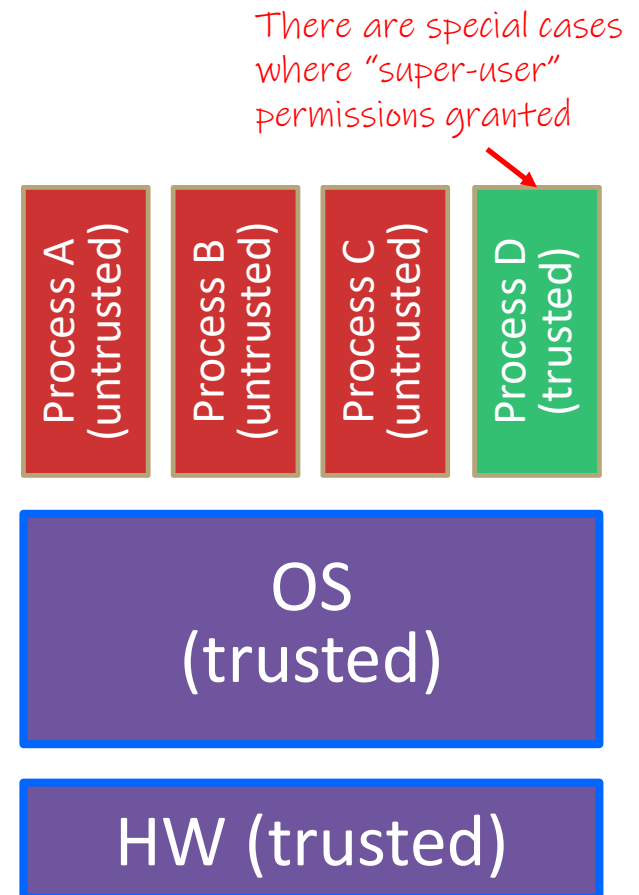 There are special cases
where “super-user”
permissions granted
Process A
(untrusted)
Process B
(untrusted)
Process C
(untrusted)
Process D
(trusted)
OS
(trusted)
HW (trusted)